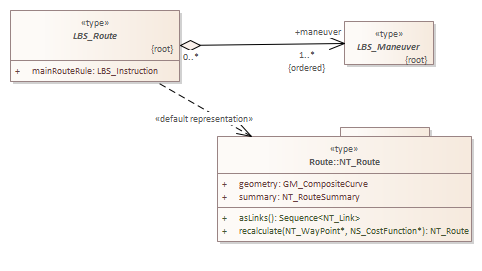 «type»
LBS_Route
{root}
+ mainRouteRule: LBS_Instruction
0..*
+maneuver
1..*
{ordered}
«type»
LBS_Maneuver
{root}
«default representation»
«type»
Route::NT_Route
+ geometry: GM_CompositeCurve
+ summary: NT_RouteSummary
+ asLinks(): Sequence<NT_Link>
+ recalculate(NT_WayPoint*, NS_CostFunction*): NT_Route